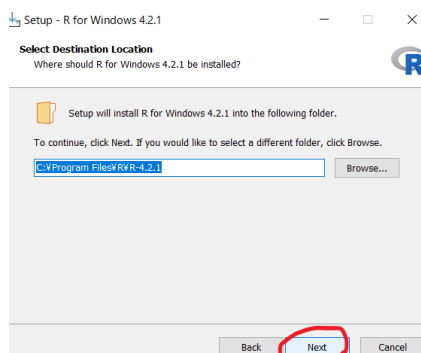 Setup - R for Windows 4.2.1
Select Destination Location
Where should R for Windows 4.2.1 be installed?
R
Setup will install R for Windows 4.2.1 into the following folder.
To continue, click Next. If you would like to select a different folder, click Browse.
C:¥Program Files¥R¥R-4.2.1
Browse...
Back Next Cancel